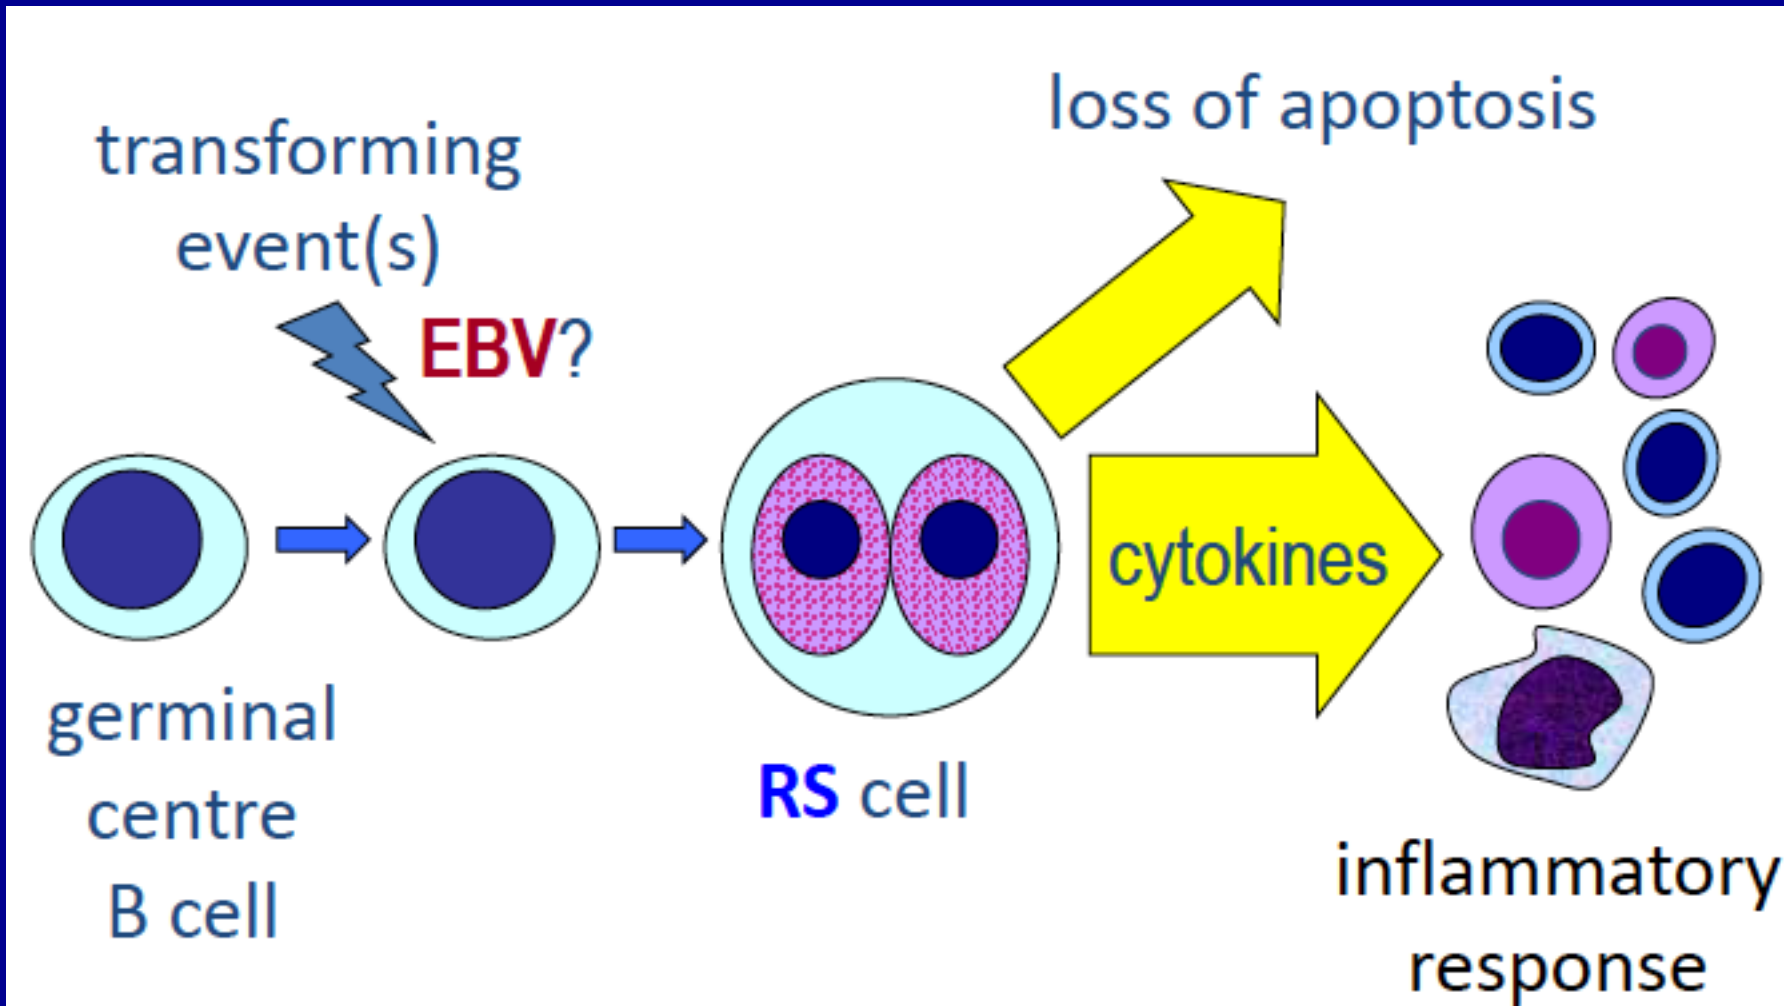 transforming
event(s)
EBV?
loss of apoptosis
germinal
centre
B cell
RS cell
cytokines
inflammatory
response